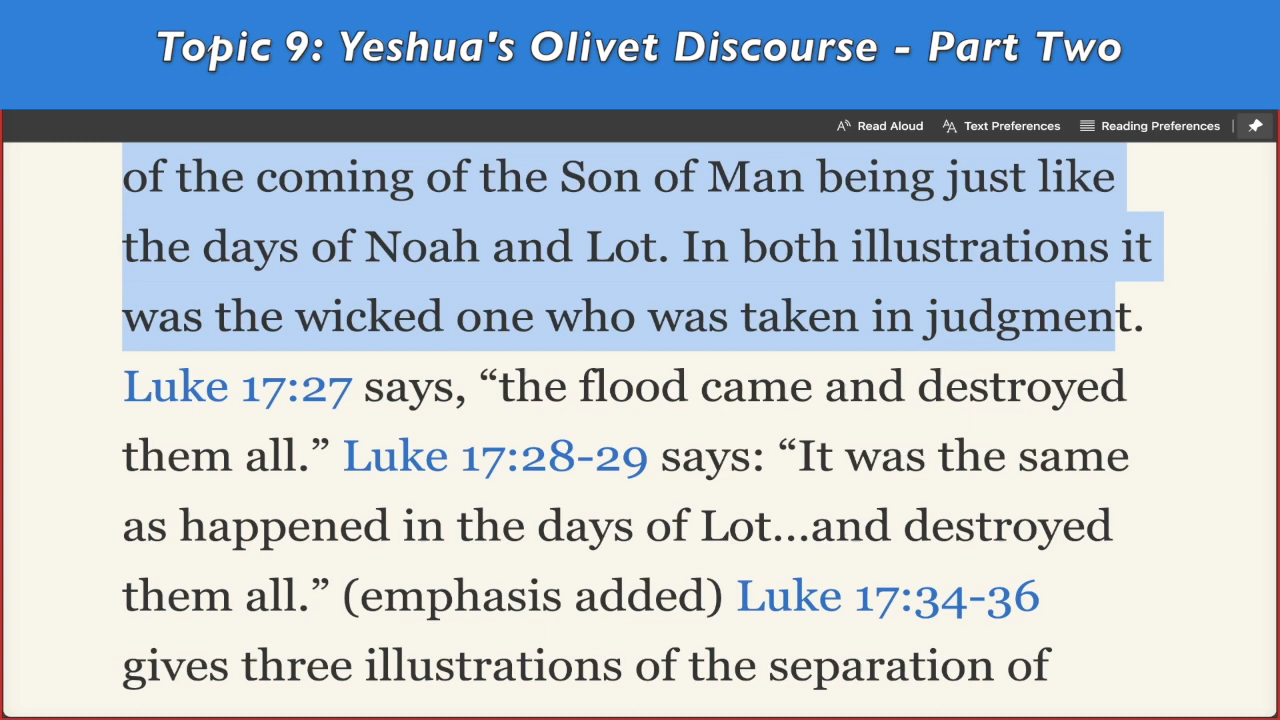 Topic 9: Yeshua's Olivet Discourse - Part Two
Read Aloud Text Preferences Reading Preferences
of the coming of the Son of Man being just like
the days of Noah and Lot. In both illustrations it
was the wicked one who was taken in judgment.
Luke 17:27 says, “the flood came and destroyed
them all.” Luke 17:28-29 says: “It was the same
as happened in the days of Lot...and destroyed
them all.” (emphasis added) Luke 17:34-36
gives three illustrations of the separation of